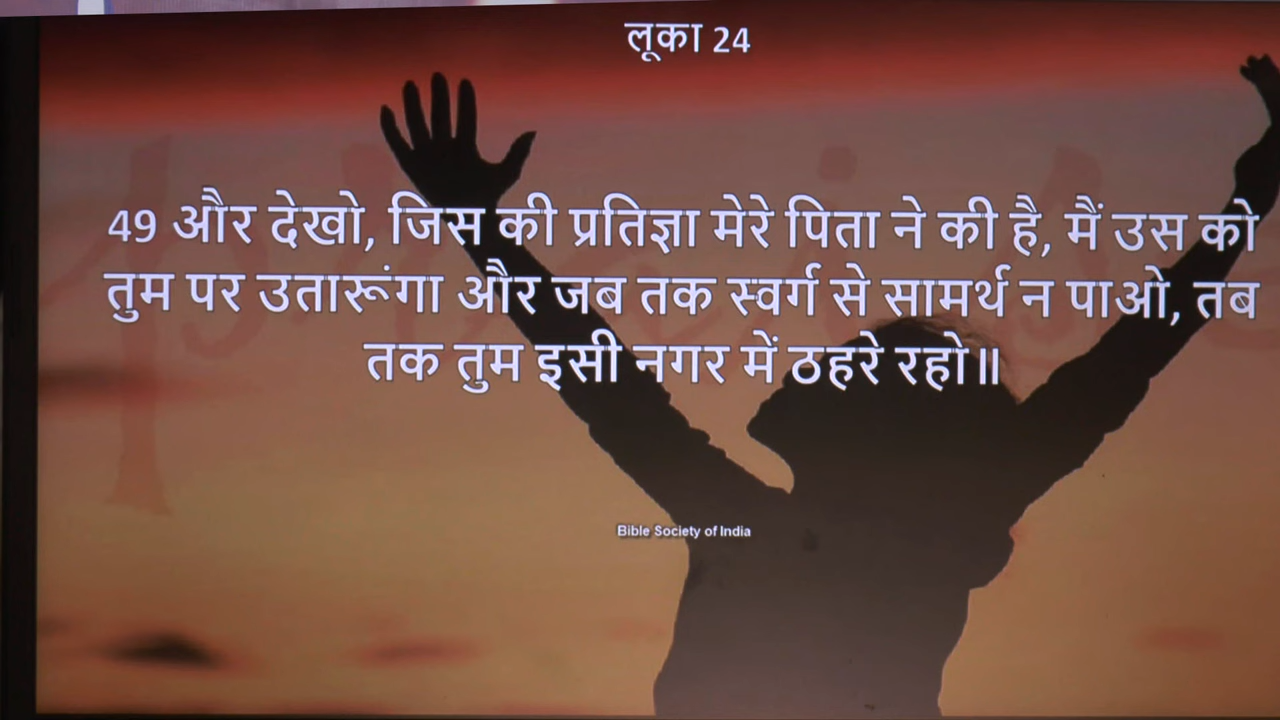 लूका 24
49 और देखो, जिस की प्रतिज्ञा मेरे पिता ने की है, मैं उस को
तुम पर उतारूंगा और जब तक स्वर्ग से सामर्थ न पाओ, तब
तक तुम इसी नगर में ठहरे रहो॥
Bible Society of India